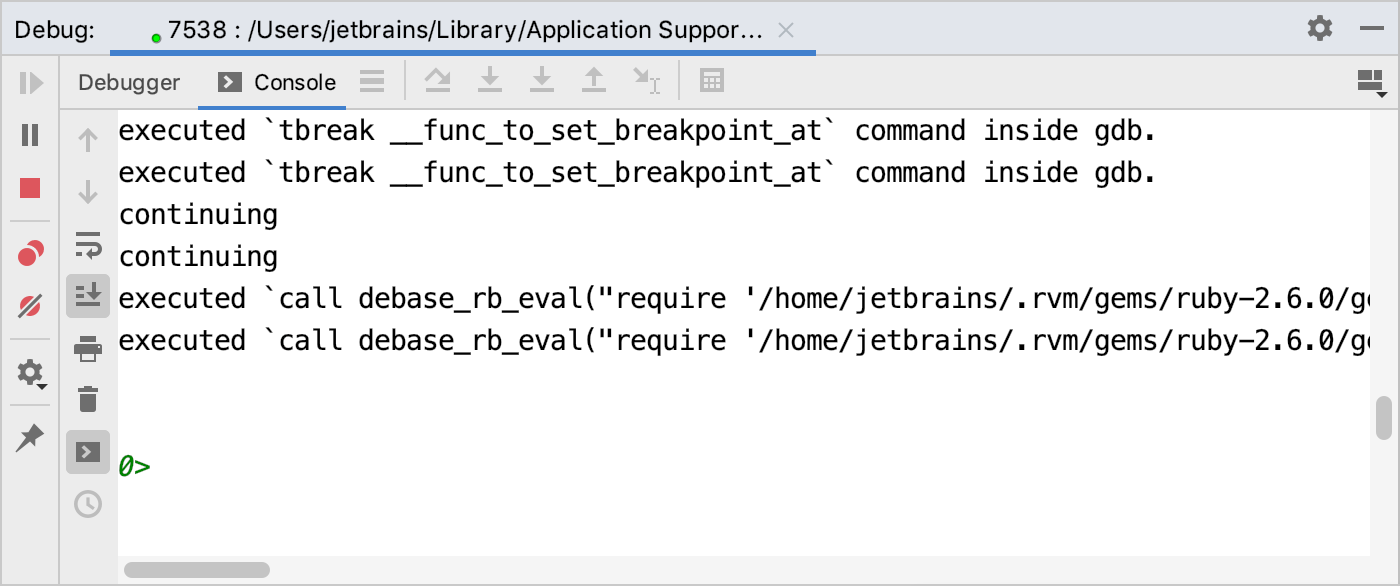 Debug: 7538 : /Users/jetbrains/Library/Application Suppor...
Debugger Console
executed `tbreak __func_to_set_breakpoint_at` command inside gdb.
executed `tbreak __func_to_set_breakpoint_at` command inside gdb.
continuing
continuing
executed `call debase_rb_eval("require '/home/jetbrains/.rvm/gems/ruby-2.6.0/ge
executed `call debase_rb_eval("require '/home/jetbrains/.rvm/gems/ruby-2.6.0/ge
0>